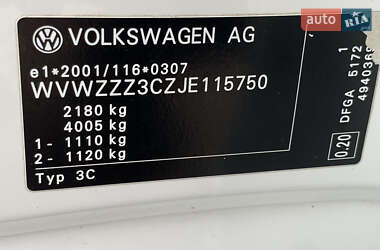 auto RIA
VOLKSWAGEN AG
e1*2001/116*0307
WVWZZZ3CZJE115750
2180 kg
4005 kg
1- 1110 kg
2- 1120 kg
Typ 3C
DFGA 5172 1
4940369
0.20